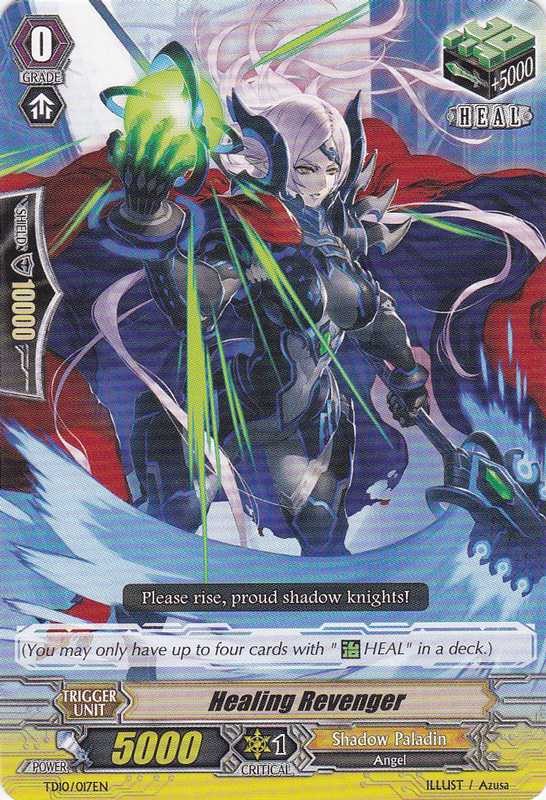 0
GRADE
治
+5000
HEAL
SHIELD
10000
Please rise, proud shadow knights!
(You may only have up to four cards with " 治 HEAL" in a deck.)
TRIGGER
UNIT
Healing Revenger
POWER
5000
1
CRITICAL
Shadow Paladin
Angel
TD10/017EN
ILLUST / Azusa